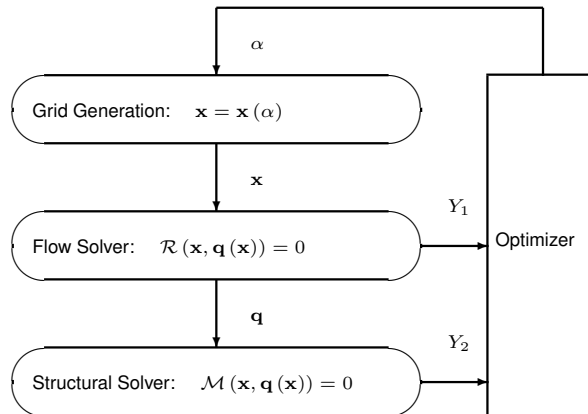 α
Grid Generation: 𝐱 = 𝐱 (α)
𝐱
Y₁
Flow Solver: ℛ (𝐱, 𝐪 (𝐱)) = 0
Optimizer
𝐪
Y₂
Structural Solver: ℳ (𝐱, 𝐪 (𝐱)) = 0